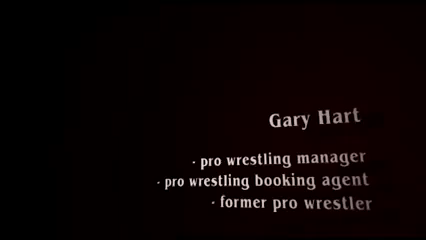 Gary Hart
· pro wrestling manager
· pro wrestling booking agent
· former pro wrestler